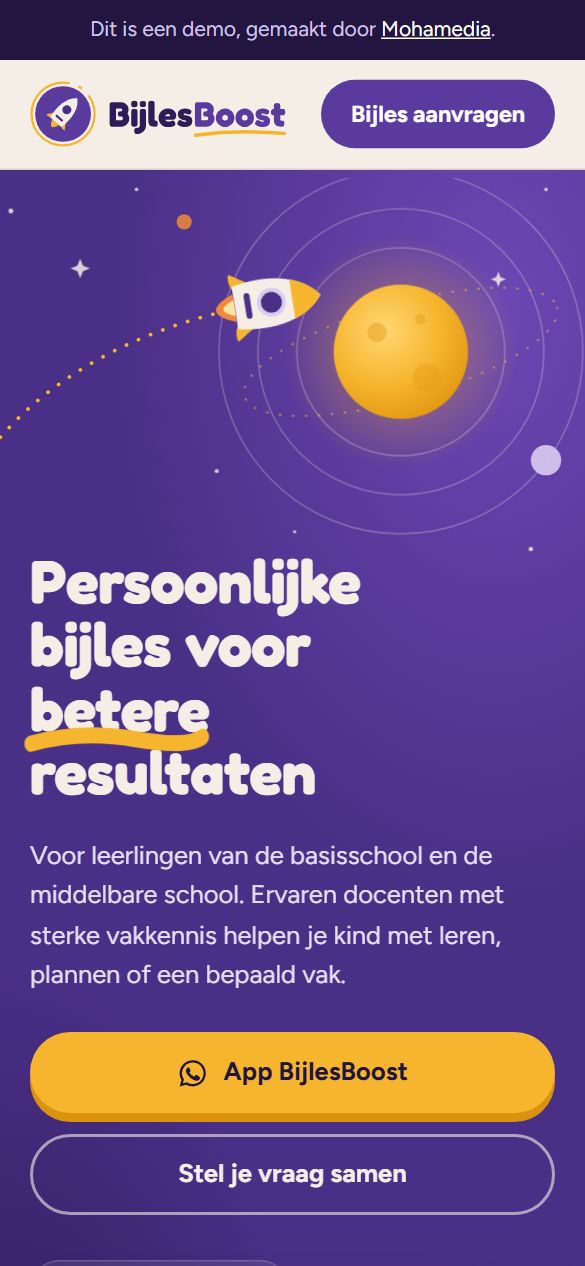 Dit is een demo, gemaakt door Mohamedia.
BijlesBoost
Bijles aanvragen
Persoonlijke
bijles voor
betere
resultaten
Voor leerlingen van de basisschool en de
middelbare school. Ervaren docenten met
sterke vakkennis helpen je kind met leren,
plannen of een bepaald vak.
App BijlesBoost
Stel je vraag samen